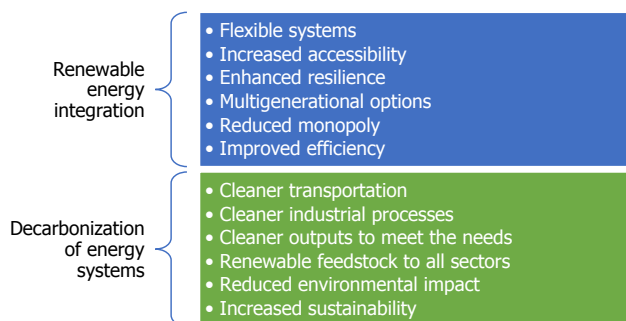 Renewable
energy
integration
• Flexible systems
• Increased accessibility
• Enhanced resilience
• Multigenerational options
• Reduced monopoly
• Improved efficiency
Decarbonization
of energy
systems
• Cleaner transportation
• Cleaner industrial processes
• Cleaner outputs to meet the needs
• Renewable feedstock to all sectors
• Reduced environmental impact
• Increased sustainability